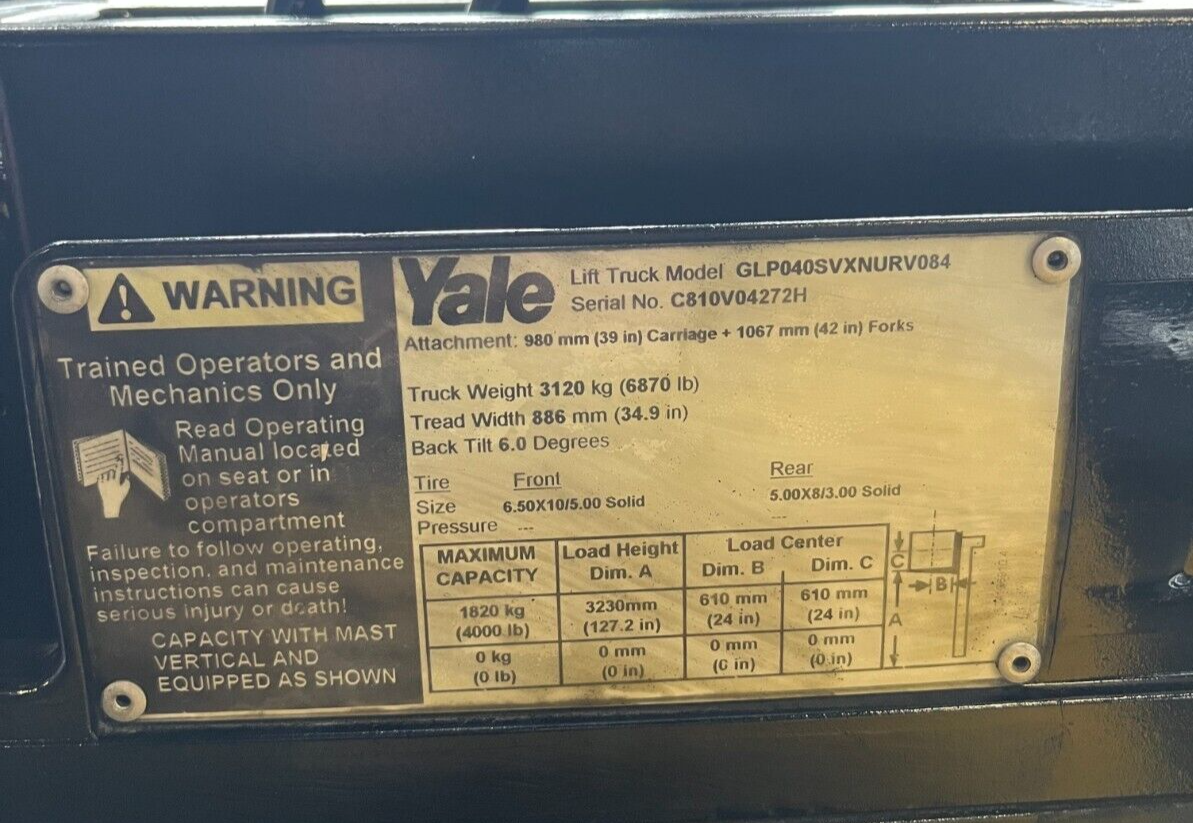 WARNING
Trained Operators and
Mechanics Only
Read Operating
Manual located
on seat or in
operators
compartment
Failure to follow operating,
inspection, and maintenance
instructions can cause
serious injury or death!
CAPACITY WITH MAST
VERTICAL AND
EQUIPPED AS SHOWN
Yale
Lift Truck Model GLP040SVXNURV084
Serial No. C810V04272H
Attachment: 980 mm (39 in) Carriage + 1067 mm (42 in) Forks
Truck Weight 3120 kg (6870 lb)
Tread Width 886 mm (34.9 in)
Back Tilt 6.0 Degrees
Tire Front Rear
Size 6.50X10/5.00 Solid 5.00X8/3.00 Solid
Pressure --- ---
MAXIMUM CAPACITY Load Height Dim. A Load Center Dim. B Dim. C
1820 kg 3230mm 610 mm 610 mm
(4000 lb) (127.2 in) (24 in) (24 in)
0 kg 0 mm 0 mm 0 mm
(0 lb) (0 in) (0 in) (0 in)
C
B
A